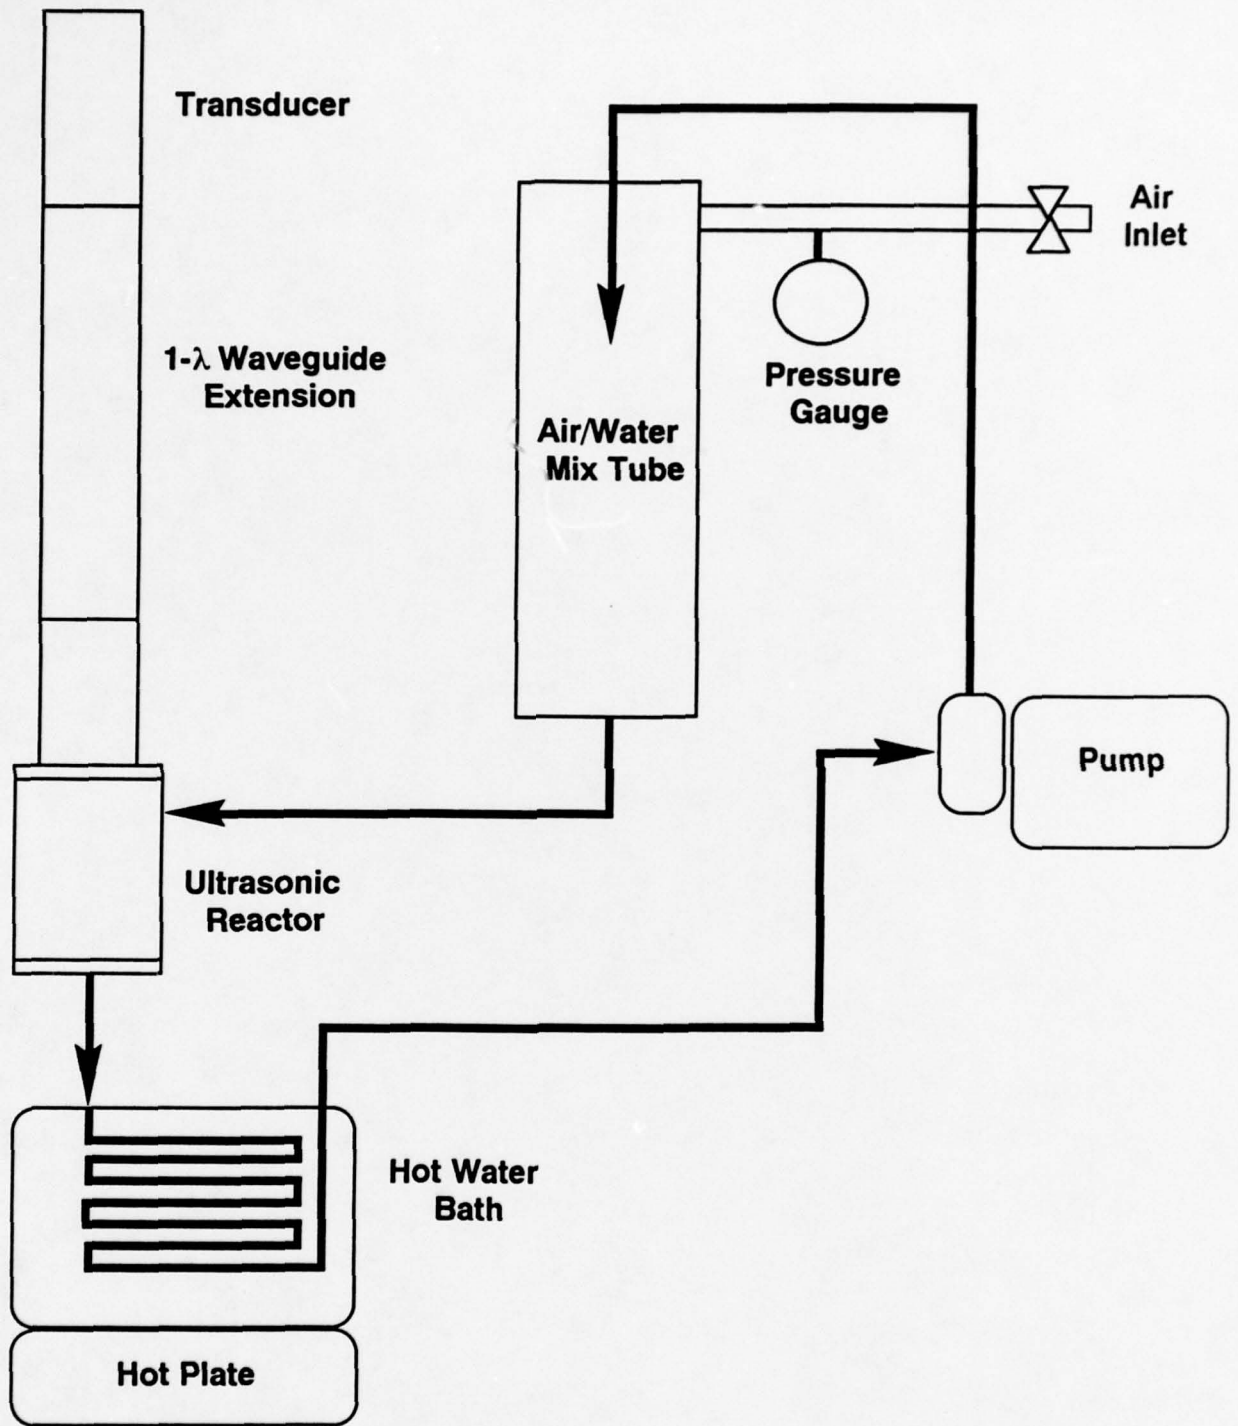 Transducer
Air
Inlet
1-λ Waveguide
Extension
Pressure
Gauge
Air/Water
Mix Tube
Pump
Ultrasonic
Reactor
Hot Water
Bath
Hot Plate